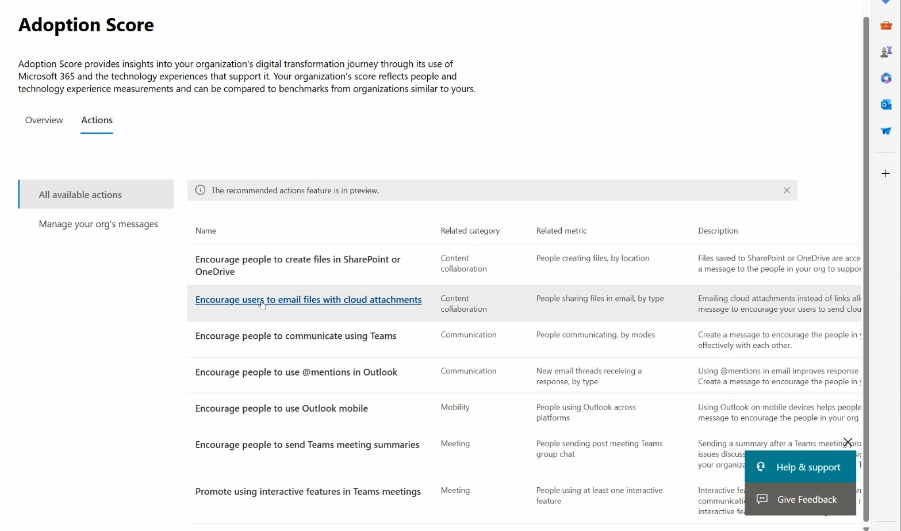 Adoption Score
Adoption Score provides insights into your organization's digital transformation journey through its use of
Microsoft 365 and the technology experiences that support it. Your organization's score reflects people and
technology experience measurements and can be compared to benchmarks from organizations similar to yours.
Overview Actions
All available actions
Manage your org's messages
The recommended actions feature is in preview.
Name Related category Related metric Description
Encourage people to create files in SharePoint or
OneDrive
Content
collaboration
People creating files, by location
Files saved to SharePoint or OneDrive are acce
a message to the people in your org to suppor
Encourage users to email files with cloud attachments
Content
collaboration
People sharing files in email, by type
Emailing cloud attachments instead of links all
message to encourage your users to send clou
Encourage people to communicate using Teams
Communication
People communicating, by modes
Create a message to encourage the people in
effectively with each other.
Encourage people to use @mentions in Outlook
Communication
New email threads receiving a
response, by type
Using @mentions in email improves response
Create a message to encourage the people in
Encourage people to use Outlook mobile
Mobility
People using Outlook across
platforms
Using Outlook on mobile devices helps people
message to encourage the people in your org
Encourage people to send Teams meeting summaries
Meeting
People sending post meeting Teams
group chat
Sending a summary after a Teams meeting pro
issues discus
your organiza
Promote using interactive features in Teams meetings
Meeting
People using at least one interactive
feature
Interactive fea
communicatio
interactive fea
Help & support
Give Feedback